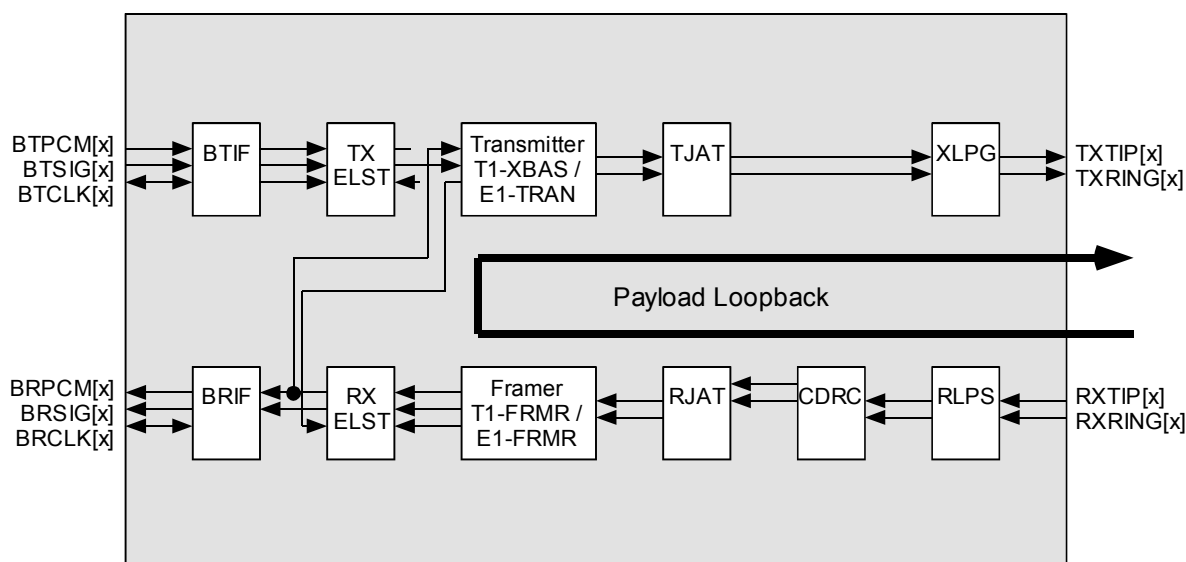 BTPCM[x]
BTSIG[x]
BTCLK[x]
BTIF
TX
ELST
Transmitter
T1-XBAS /
E1-TRAN
TJAT
XLPG
TXTIP[x]
TXRING[x]
Payload Loopback
BRPCM[x]
BRSIG[x]
BRCLK[x]
BRIF
RX
ELST
Framer
T1-FRMR /
E1-FRMR
RJAT
CDRC
RLPS
RXTIP[x]
RXRING[x]